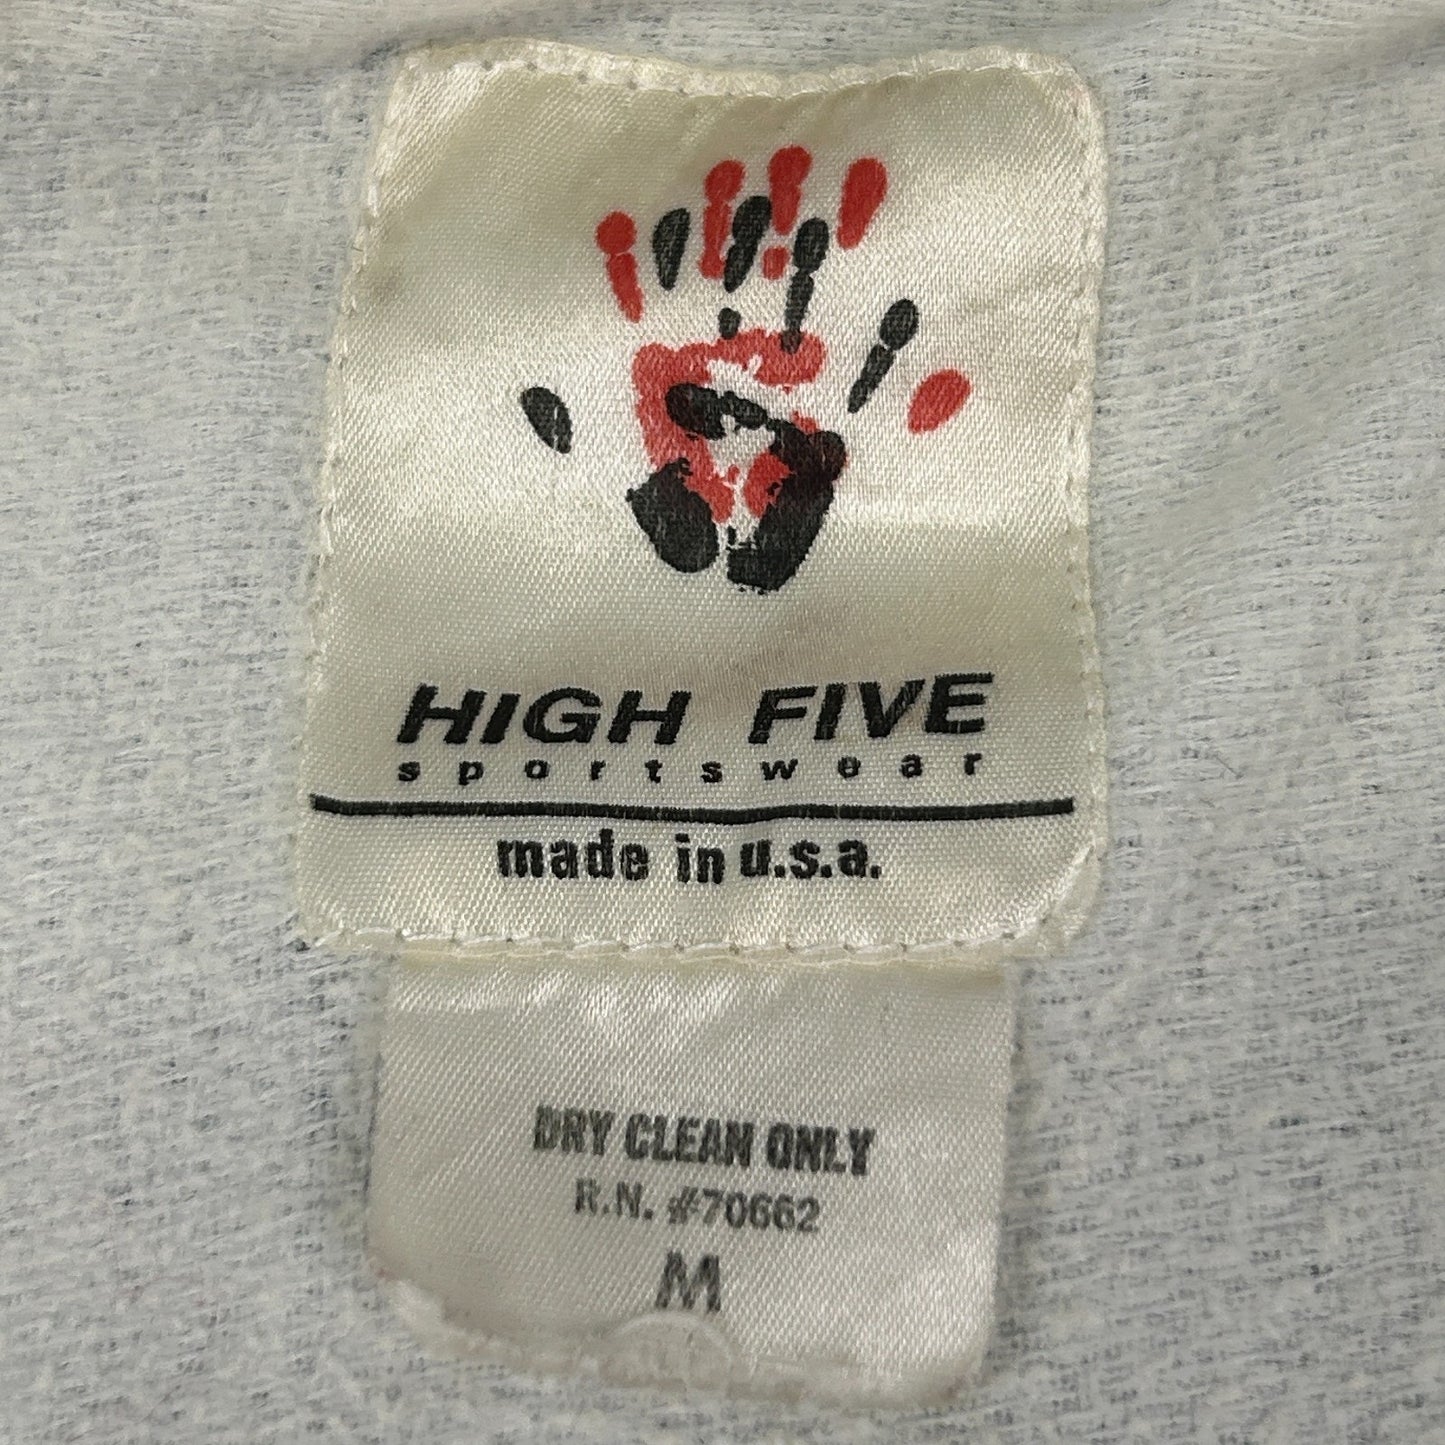 HIGH FIVE
sportswear
made in u.s.a.
DRY CLEAN ONLY
R.N. #70662
M